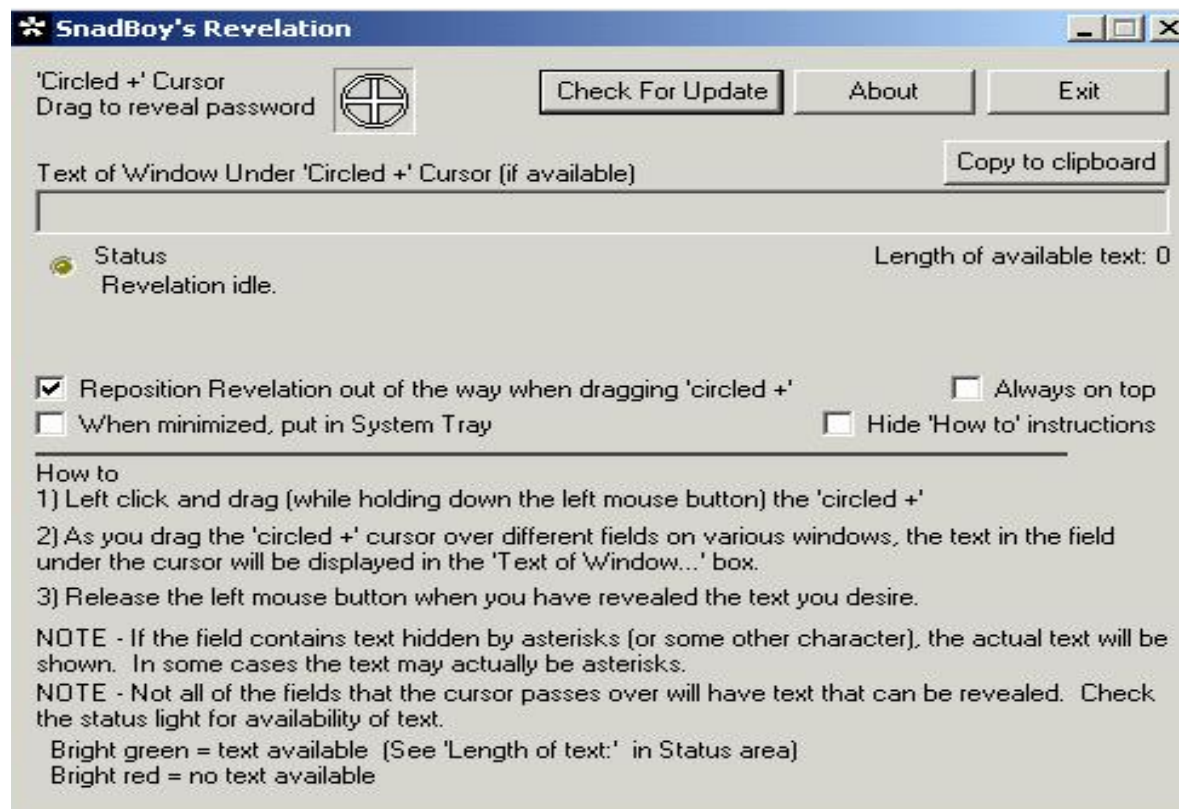 SnadBoy's Revelation
'Circled +' Cursor
Drag to reveal password
Check For Update
About
Exit
Copy to clipboard
Text of Window Under 'Circled +' Cursor (if available)
Status
Length of available text: 0
Revelation idle.
Reposition Revelation out of the way when dragging 'circled +'
Always on top
When minimized, put in System Tray
Hide 'How to' instructions
How to
1) Left click and drag (while holding down the left mouse button) the 'circled +'
2) As you drag the 'circled +' cursor over different fields on various windows, the text in the field
under the cursor will be displayed in the 'Text of Window...' box.
3) Release the left mouse button when you have revealed the text you desire.
NOTE - If the field contains text hidden by asterisks (or some other character), the actual text will be
shown.  In some cases the text may actually be asterisks.
NOTE - Not all of the fields that the cursor passes over will have text that can be revealed.  Check
the status light for availability of text.
Bright green = text available  (See 'Length of text:'  in Status area)
Bright red = no text available